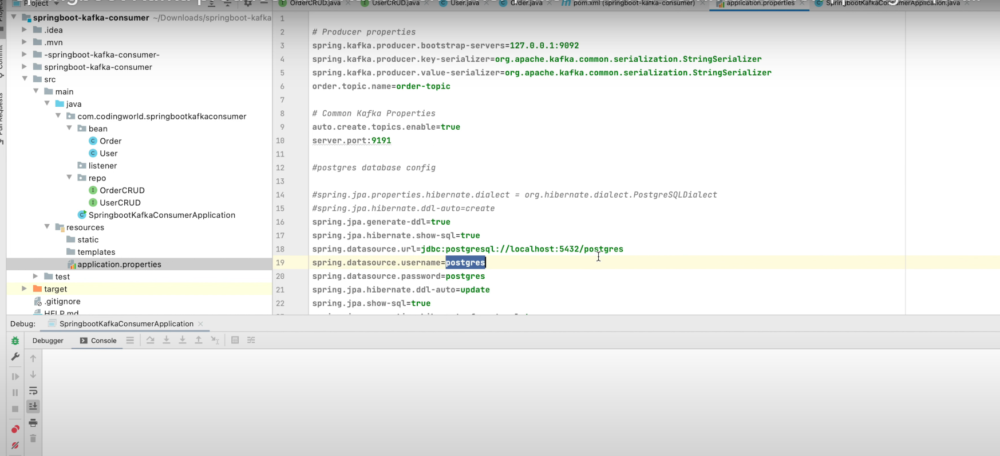 Project
OrderCRUD.java
UserCRUD.java
User.java
Order.java
pom.xml (springboot-kafka-consumer)
application.properties
SpringbootKafkaConsumerApplication.java
Commit
Pull Requests
springboot-kafka-consumer ~/Downloads/springboot-kafka
.idea
.mvn
-springboot-kafka-consumer-
springboot-kafka-consumer
src
main
java
com.codingworld.springbootkafkaconsumer
bean
Order
User
listener
repo
OrderCRUD
UserCRUD
SpringbootKafkaConsumerApplication
resources
static
templates
application.properties
test
target
.gitignore
HELP.md
1
2 # Producer properties
3 spring.kafka.producer.bootstrap-servers=127.0.0.1:9092
4 spring.kafka.producer.key-serializer=org.apache.kafka.common.serialization.StringSerializer
5 spring.kafka.producer.value-serializer=org.apache.kafka.common.serialization.StringSerializer
6 order.topic.name=order-topic
7
8 # Common Kafka Properties
9 auto.create.topics.enable=true
10 server.port:9191
11
12 #postgres database config
13
14 #spring.jpa.properties.hibernate.dialect = org.hibernate.dialect.PostgreSQLDialect
15 #spring.jpa.hibernate.ddl-auto=create
16 spring.jpa.generate-ddl=true
17 spring.jpa.hibernate.show-sql=true
18 spring.datasource.url=jdbc:postgresql://localhost:5432/postgres
19 spring.datasource.username=postgres
20 spring.datasource.password=postgres
21 spring.jpa.hibernate.ddl-auto=update
22 spring.jpa.show-sql=true
Debug: SpringbootKafkaConsumerApplication
Debugger Console